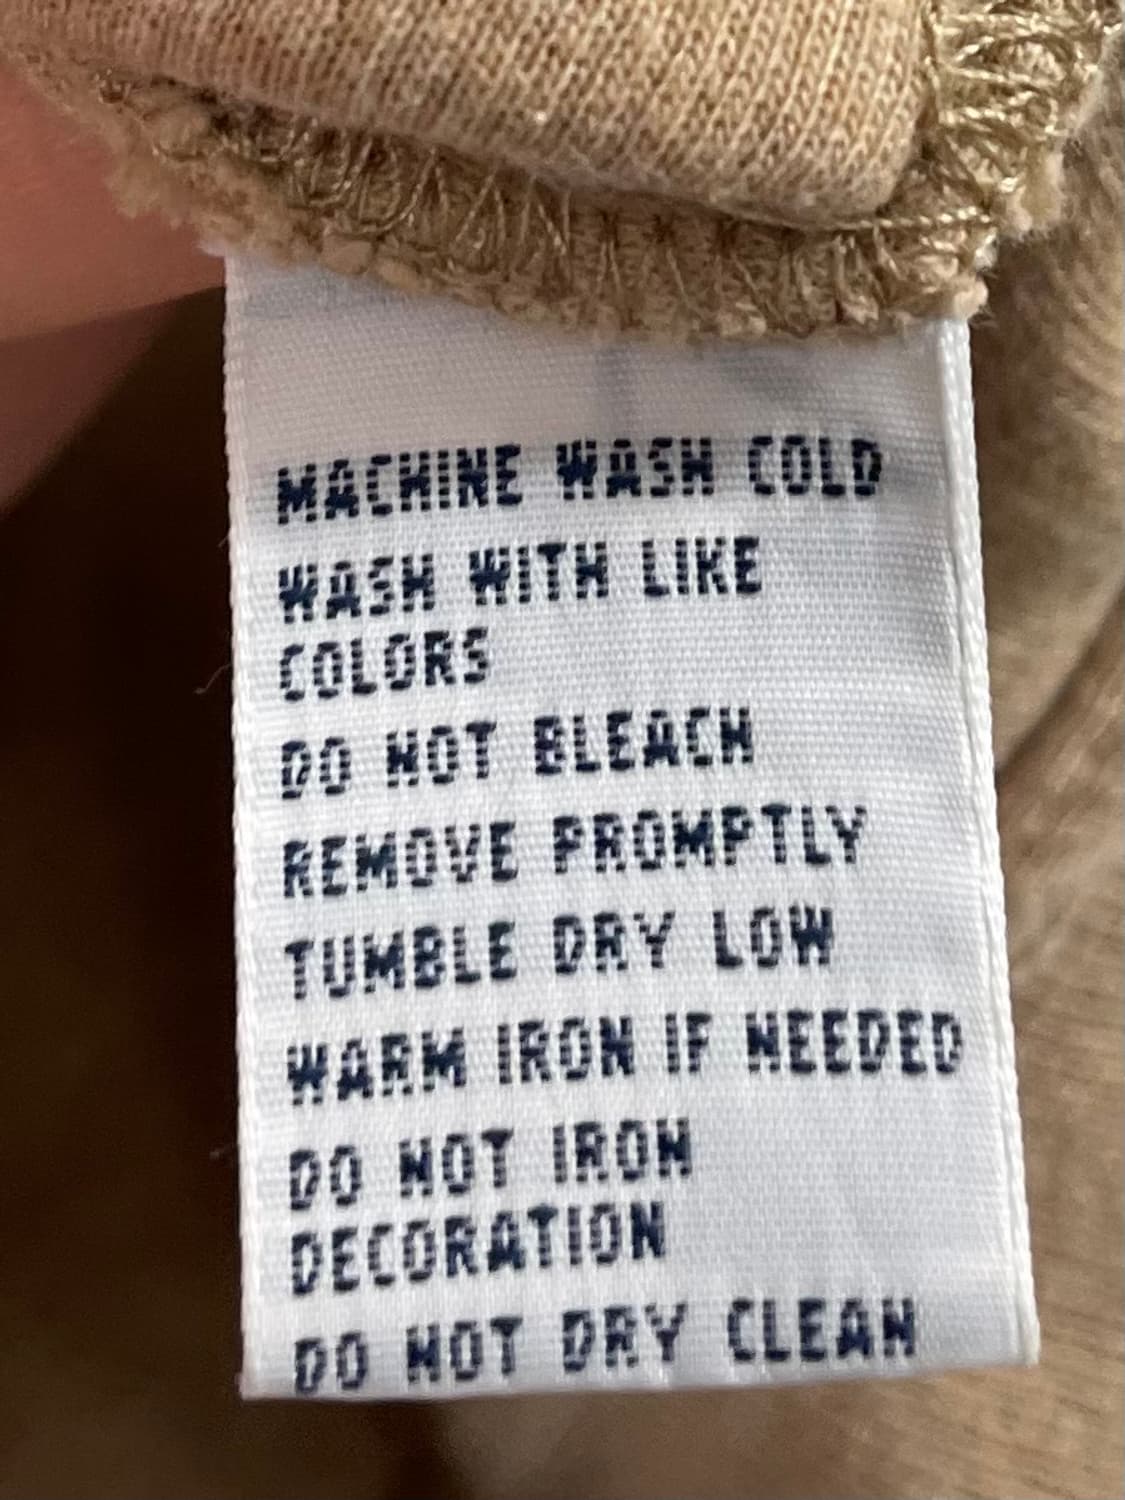 MACHINE WASH COLD
WASH WITH LIKE
COLORS
DO NOT BLEACH
REMOVE PROMPTLY
TUMBLE DRY LOW
WARM IRON IF NEEDED
DO NOT IRON
DECORATION
DO NOT DRY CLEAN